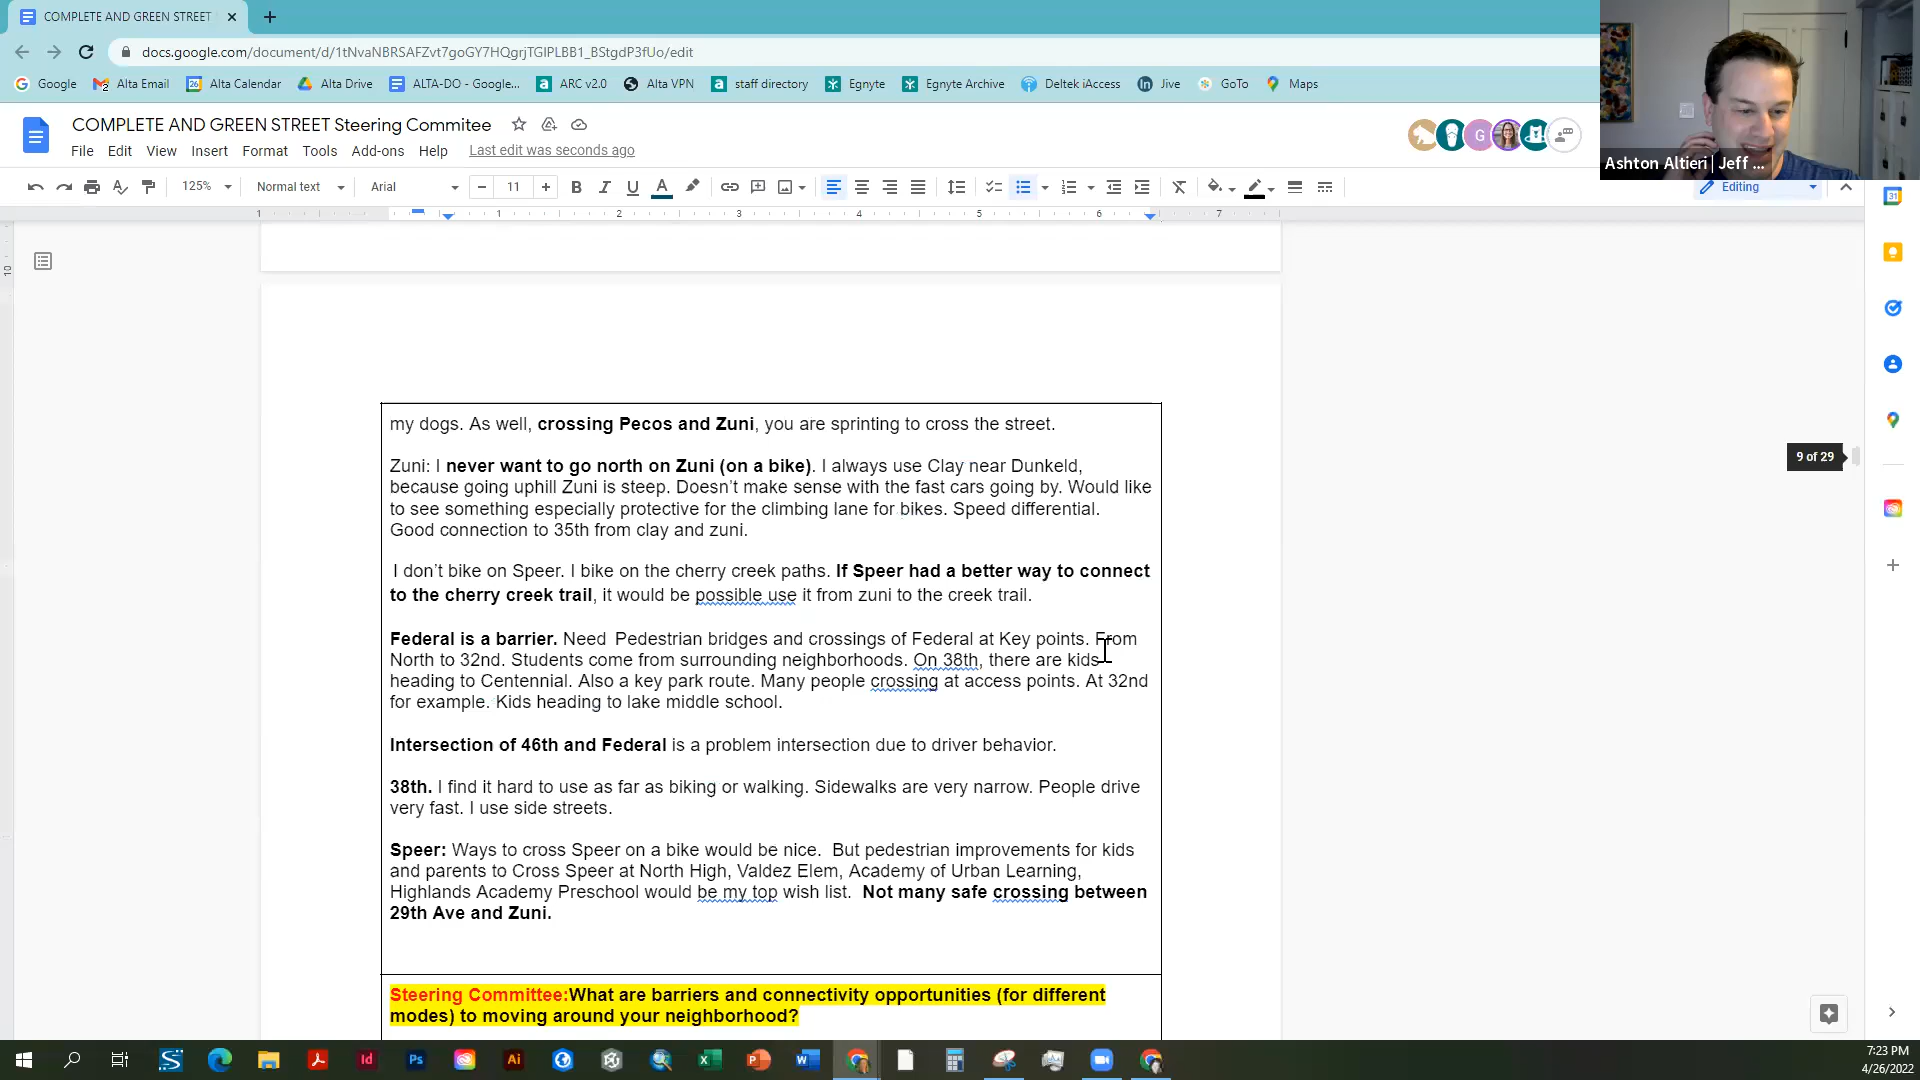 COMPLETE AND GREEN STREET
docs.google.com/document/d/1tNvaNBRSAFZvt7goGY7HQgrjTGIPLBB1_BStgdP3fUo/edit
Google Alta Email Alta Calendar Alta Drive ALTA-DO - Google... ARC v2.0 Alta VPN staff directory Egnyte Egnyte Archive Deltek iAccess Jive GoTo Maps
COMPLETE AND GREEN STREET Steering Commitee
G
File Edit View Insert Format Tools Add-ons Help Last edit was seconds ago
Ashton Altieri | Jeff ...
125% Normal text Arial 11 Editing
1 1 2 3 4 5 6 7
10
my dogs. As well, crossing Pecos and Zuni, you are sprinting to cross the street.
9 of 29
Zuni: I never want to go north on Zuni (on a bike). I always use Clay near Dunkeld,
because going uphill Zuni is steep. Doesn't make sense with the fast cars going by. Would like
to see something especially protective for the climbing lane for bikes. Speed differential.
Good connection to 35th from clay and zuni.
I don't bike on Speer. I bike on the cherry creek paths. If Speer had a better way to connect
to the cherry creek trail, it would be possible use it from zuni to the creek trail.
Federal is a barrier. Need Pedestrian bridges and crossings of Federal at Key points. From
North to 32nd. Students come from surrounding neighborhoods. On 38th, there are kids
heading to Centennial. Also a key park route. Many people crossing at access points. At 32nd
for example. Kids heading to lake middle school.
Intersection of 46th and Federal is a problem intersection due to driver behavior.
38th. I find it hard to use as far as biking or walking. Sidewalks are very narrow. People drive
very fast. I use side streets.
Speer: Ways to cross Speer on a bike would be nice. But pedestrian improvements for kids
and parents to Cross Speer at North High, Valdez Elem, Academy of Urban Learning,
Highlands Academy Preschool would be my top wish list. Not many safe crossing between
29th Ave and Zuni.
Steering Committee:What are barriers and connectivity opportunities (for different
modes) to moving around your neighborhood?
7:23 PM
4/26/2022